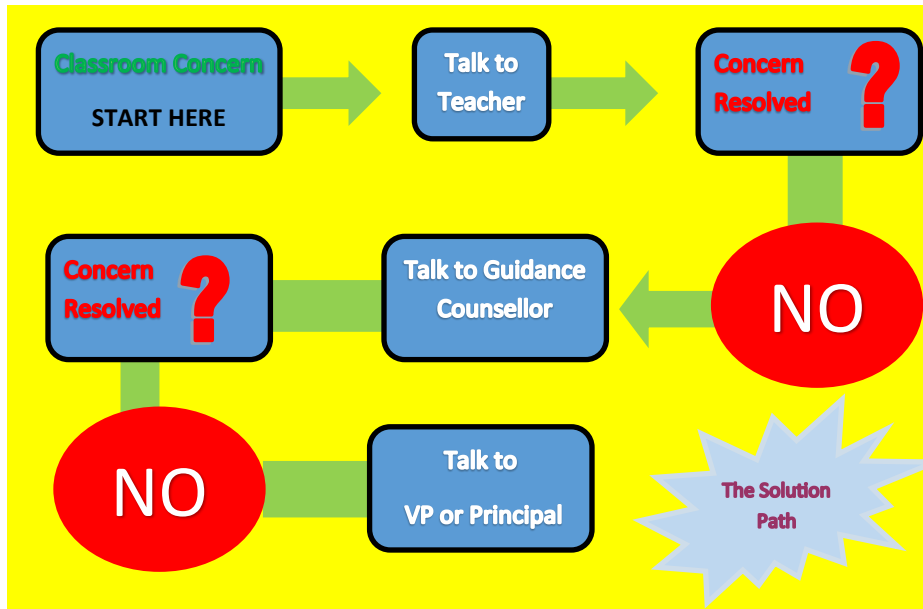 Classroom Concern
START HERE
Talk to
Teacher
Concern
Resolved
?
NO
Talk to Guidance
Counsellor
Concern
Resolved
?
NO
Talk to
VP or Principal
The Solution
Path